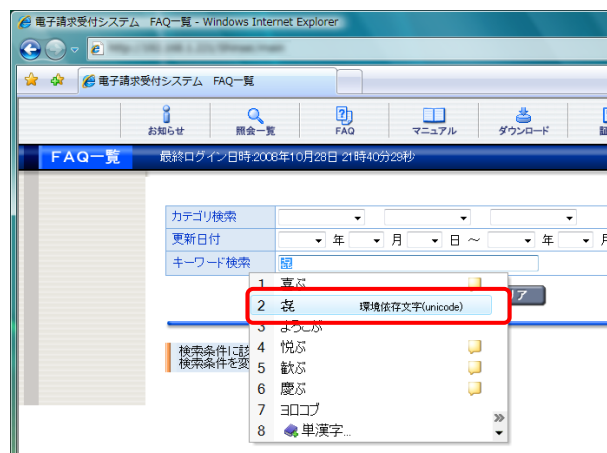 電子請求受付システム FAQ一覧 - Windows Internet Explorer
電子請求受付システム FAQ一覧
お知らせ 照会一覧 FAQ マニュアル ダウンロード
FAQ一覧 最終ログイン日時:2008年10月28日 21時40分29秒
カテゴリ検索
更新日付 年 月 日 ～ 年 月
キーワード検索
1 喜ぶ
2 㐂 環境依存文字(unicode)
3 よろこぶ
4 悦ぶ
5 歓ぶ
6 慶ぶ
7 ヨロコブ
8 単漢字...
リア
検索条件に該
検索条件を変